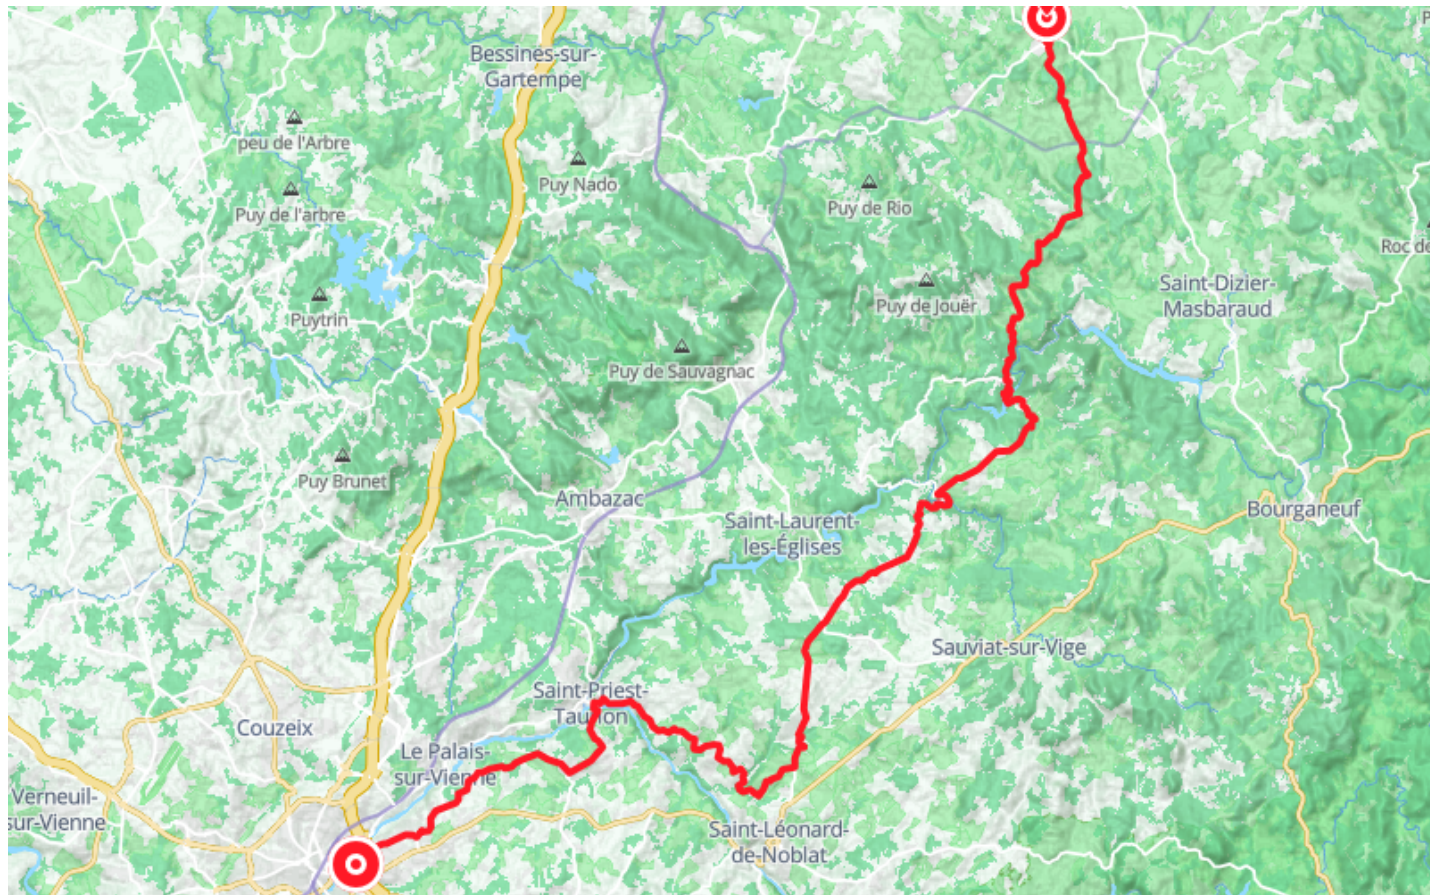 Bessines-sur-
Gartempe
peu de l'Arbre
Puy Nado
Puy de Rio
Puy de l'arbre
Roc de
Puy de Jouër
Saint-Dizier-
Masbaraud
Puytrin
Puy de Sauvagnac
Puy Brunet
Ambazac
Bourganeuf
Saint-Laurent-
les-Églises
Sauviat-sur-Vige
Saint-Priest-
Taurion
Couzeix
Le Palais-
sur-Vienne
Verneuil-
sur-Vienne
Saint-Léonard-
de-Noblat